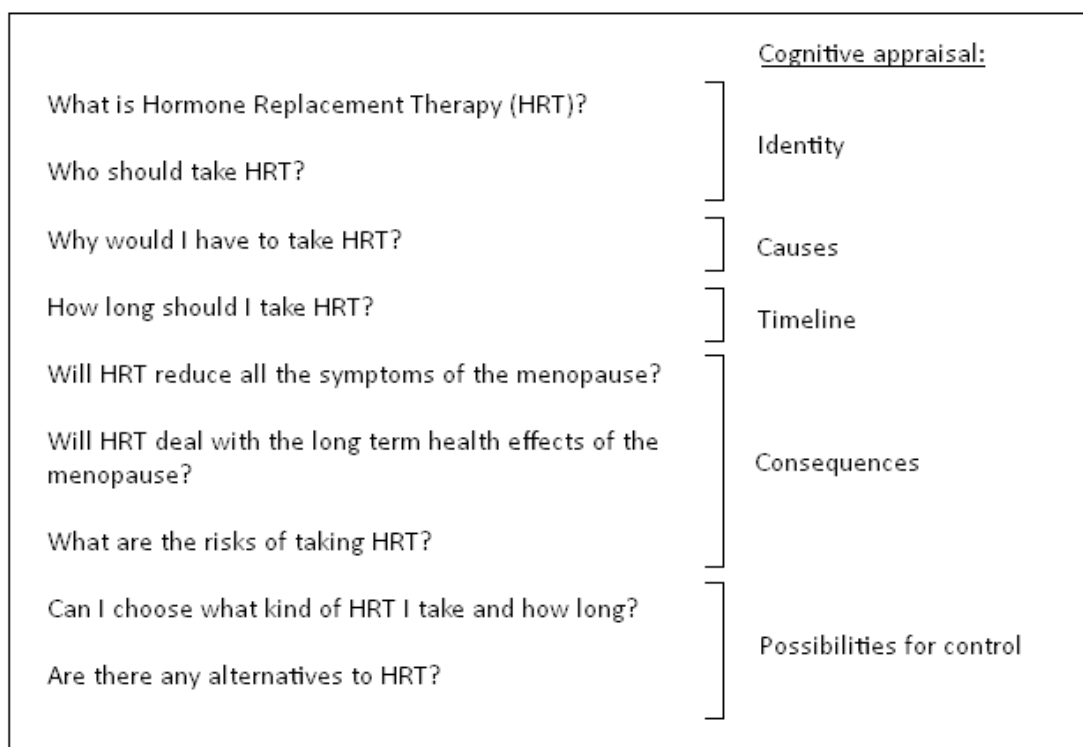 Cognitive appraisal:
What is Hormone Replacement Therapy (HRT)?
Who should take HRT?
Identity
Why would I have to take HRT?
Causes
How long should I take HRT?
Timeline
Will HRT reduce all the symptoms of the menopause?
Will HRT deal with the long term health effects of the
menopause?
What are the risks of taking HRT?
Consequences
Can I choose what kind of HRT I take and how long?
Are there any alternatives to HRT?
Possibilities for control